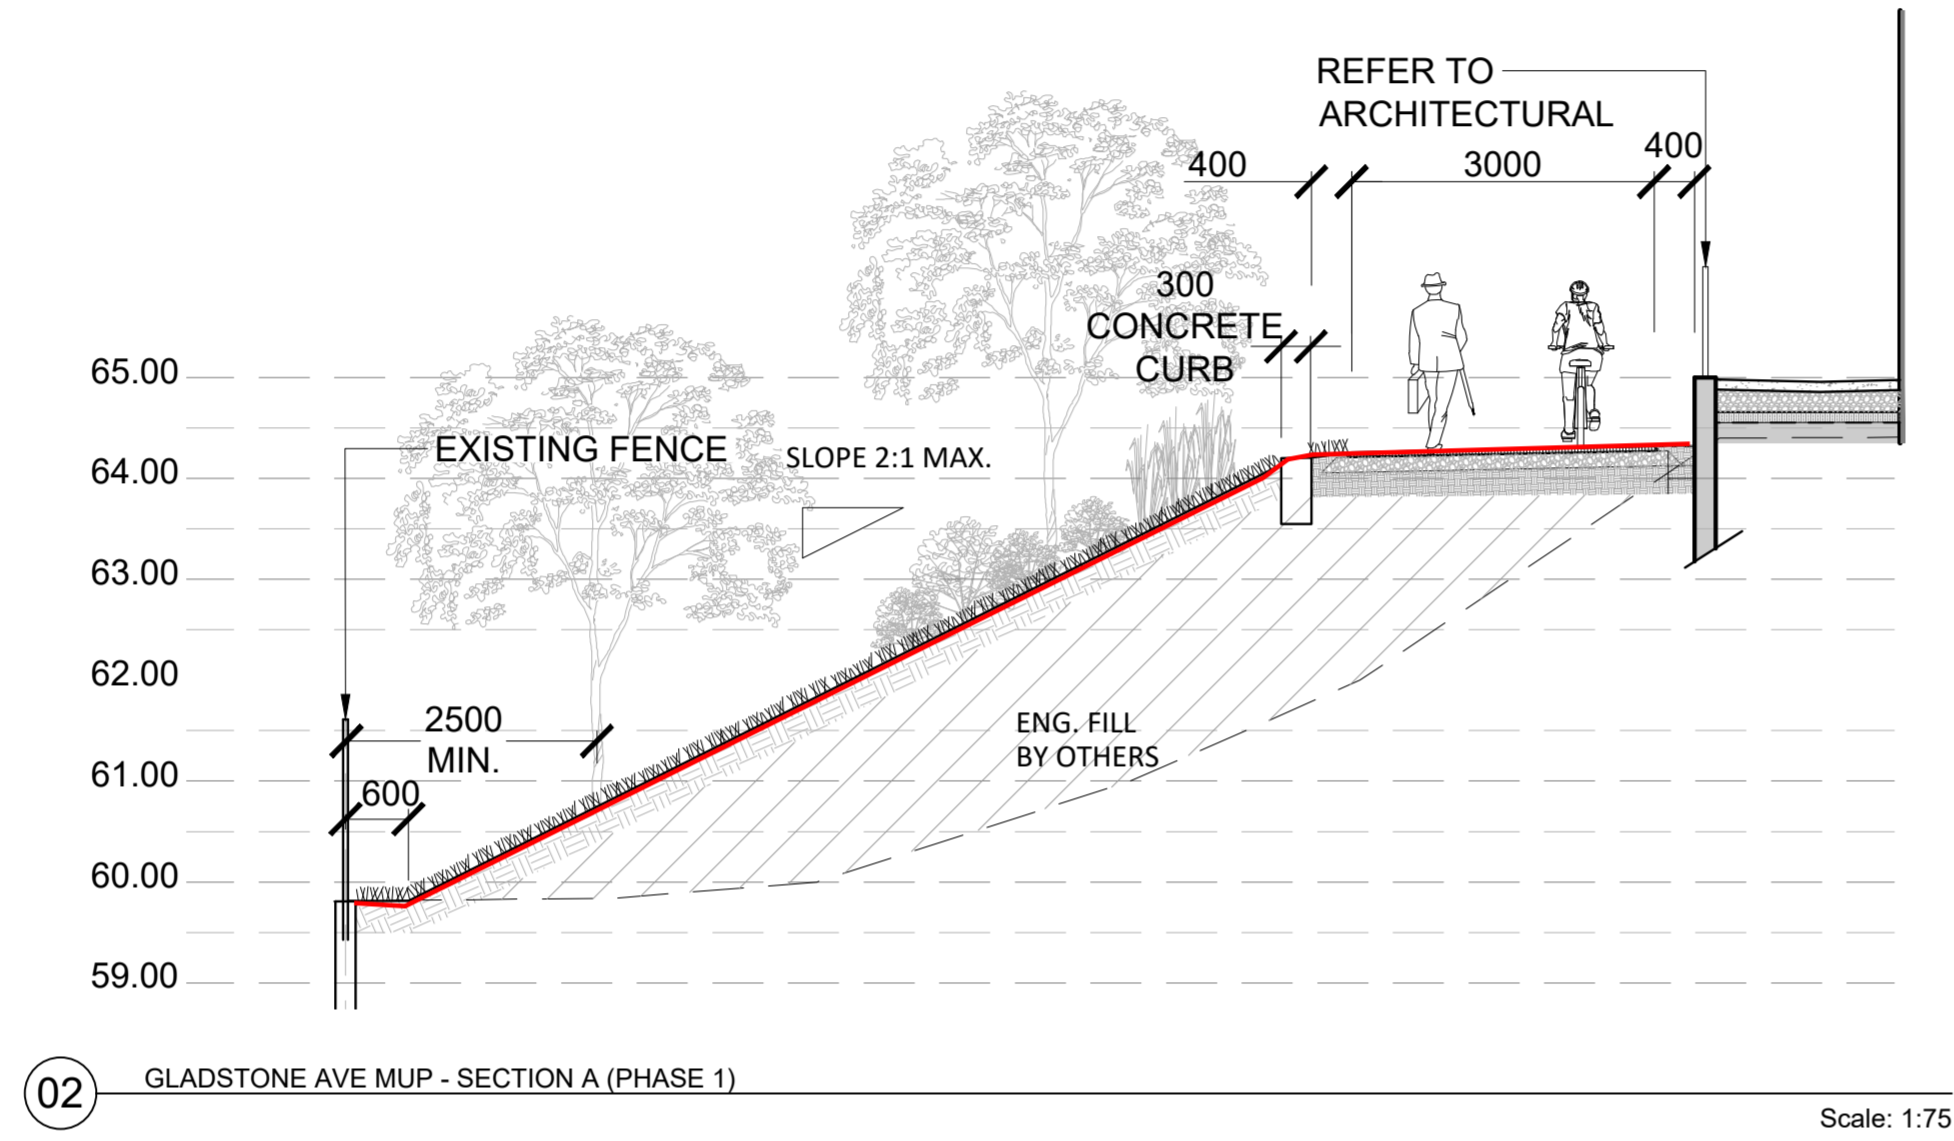 REFER TO
ARCHITECTURAL
400
3000
400
300
CONCRETE
CURB
65.00
EXISTING FENCE
SLOPE 2:1 MAX.
64.00
63.00
62.00
2500
MIN.
ENG. FILL
BY OTHERS
61.00
600
60.00
59.00
02
GLADSTONE AVE MUP - SECTION A (PHASE 1)
Scale: 1:75